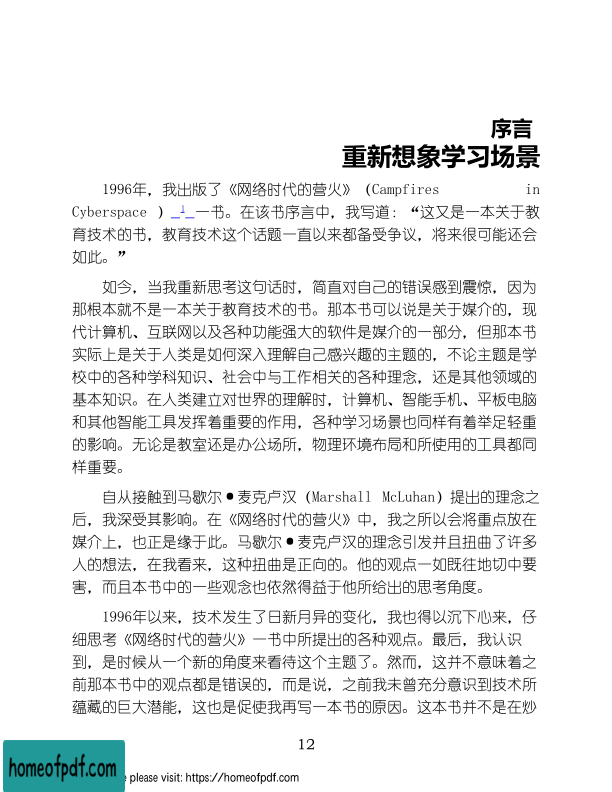 序言
重新想象学习场景
1996年，我出版了《网络时代的营火》（Campfires in
Cyberspace ） 1 一书。在该书序言中，我写道：“这又是一本关于教
育技术的书，教育技术这个话题一直以来都备受争议，将来很可能还会
如此。”
如今，当我重新思考这句话时，简直对自己的错误感到震惊，因为
那根本就不是一本关于教育技术的书。那本书可以说是关于媒介的，现
代计算机、互联网以及各种功能强大的软件是媒介的一部分，但那本书
实际上是关于人类是如何深入理解自己感兴趣的主题的，不论主题是学
校中的各种学科知识、社会中与工作相关的各种理念，还是其他领域的
基本知识。在人类建立对世界的理解时，计算机、智能手机、平板电脑
和其他智能工具发挥着重要的作用，各种学习场景也同样有着举足轻重
的影响。无论是教室还是办公场所，物理环境布局和所使用的工具都同
样重要。
自从接触到马歇尔•麦克卢汉（Marshall McLuhan）提出的理念之
后，我深受其影响。在《网络时代的营火》中，我之所以会将重点放在
媒介上，也正是缘于此。马歇尔•麦克卢汉的理念引发并且扭曲了许多
人的想法，在我看来，这种扭曲是正向的。他的观点一如既往地切中要
害，而且本书中的一些观念也依然得益于他所给出的思考角度。
1996年以来，技术发生了日新月异的变化，我也得以沉下心来，仔
细思考《网络时代的营火》一书中所提出的各种观点。最后，我认识
到，是时候从一个新的角度来看待这个主题了。然而，这并不意味着之
前那本书中的观点都是错误的，而是说，之前我未曾充分意识到技术所
蕴藏的巨大潜能，这也是促使我再写一本书的原因。这本书并不是在炒
12
homeofpdf.com
e please visit: https://homeofpdf.com